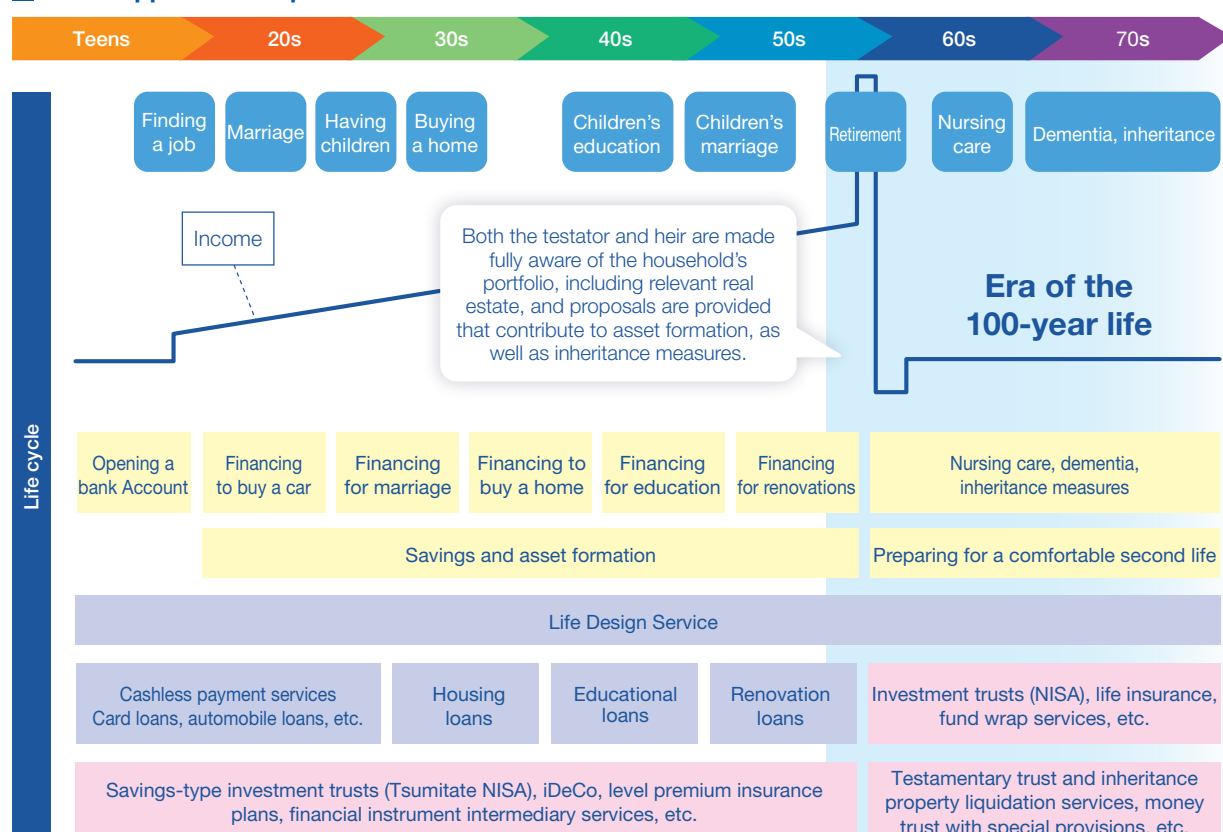 Teens 20s 30s 40s 50s 60s 70s
Finding
a job
Marriage
Having
children
Buying
a home
Children's
education
Children's
marriage
Retirement
Nursing
care
Dementia, inheritance
Income
Both the testator and heir are made
fully aware of the household's
portfolio, including relevant real
estate, and proposals are provided
that contribute to asset formation, as
well as inheritance measures.
Era of the
100-year life
Life cycle
Opening a
bank Account
Financing
to buy a car
Financing
for marriage
Financing to
buy a home
Financing
for education
Financing
for renovations
Nursing care, dementia,
inheritance measures
Savings and asset formation
Preparing for a comfortable second life
Life Design Service
Cashless payment services
Card loans, automobile loans, etc.
Housing
loans
Educational
loans
Renovation
loans
Investment trusts (NISA), life insurance,
fund wrap services, etc.
Savings-type investment trusts (Tsumitate NISA), iDeCo, level premium insurance
plans, financial instrument intermediary services, etc.
Testamentary trust and inheritance
property liquidation services, money
trust with special provisions, etc.